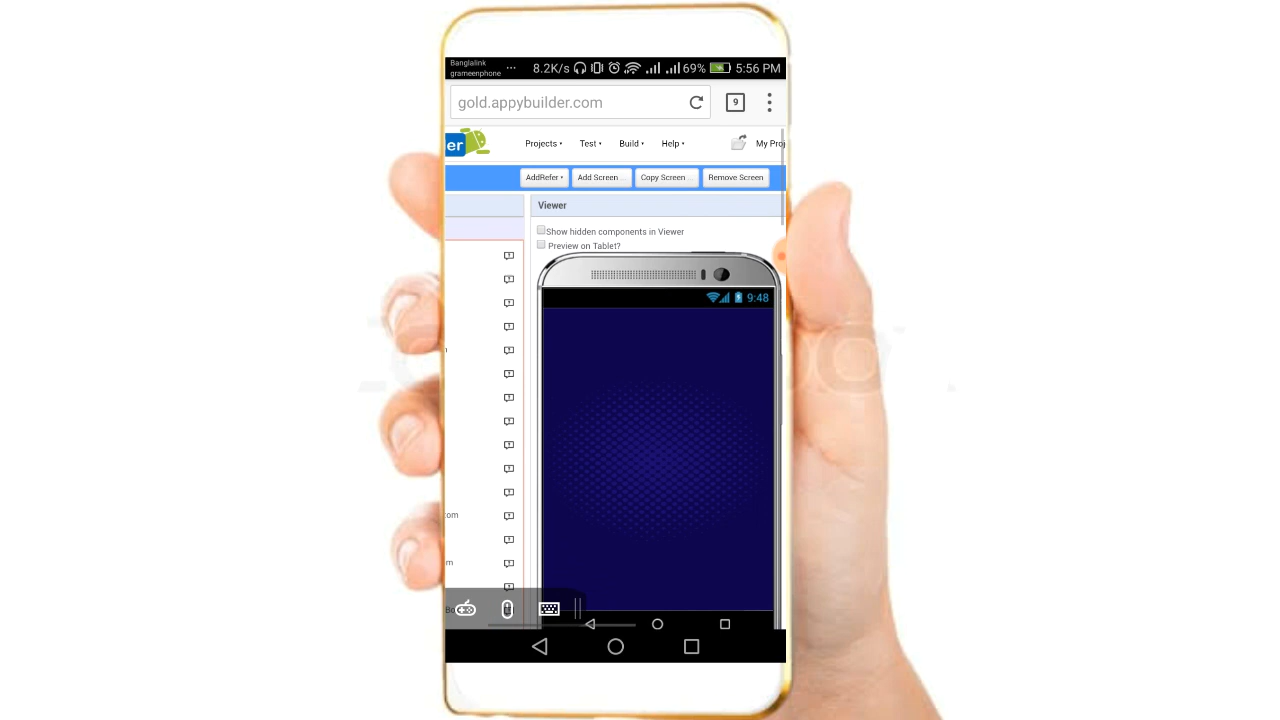 Banglalink
grameenphone
... 8.2K/s 69% 5:56 PM
gold.appybuilder.com
9
er
Projects Test Build Help My Proj
AddRefer Add Screen ... Copy Screen ... Remove Screen
Viewer
Show hidden components in Viewer
Preview on Tablet?
9:48
.com
m